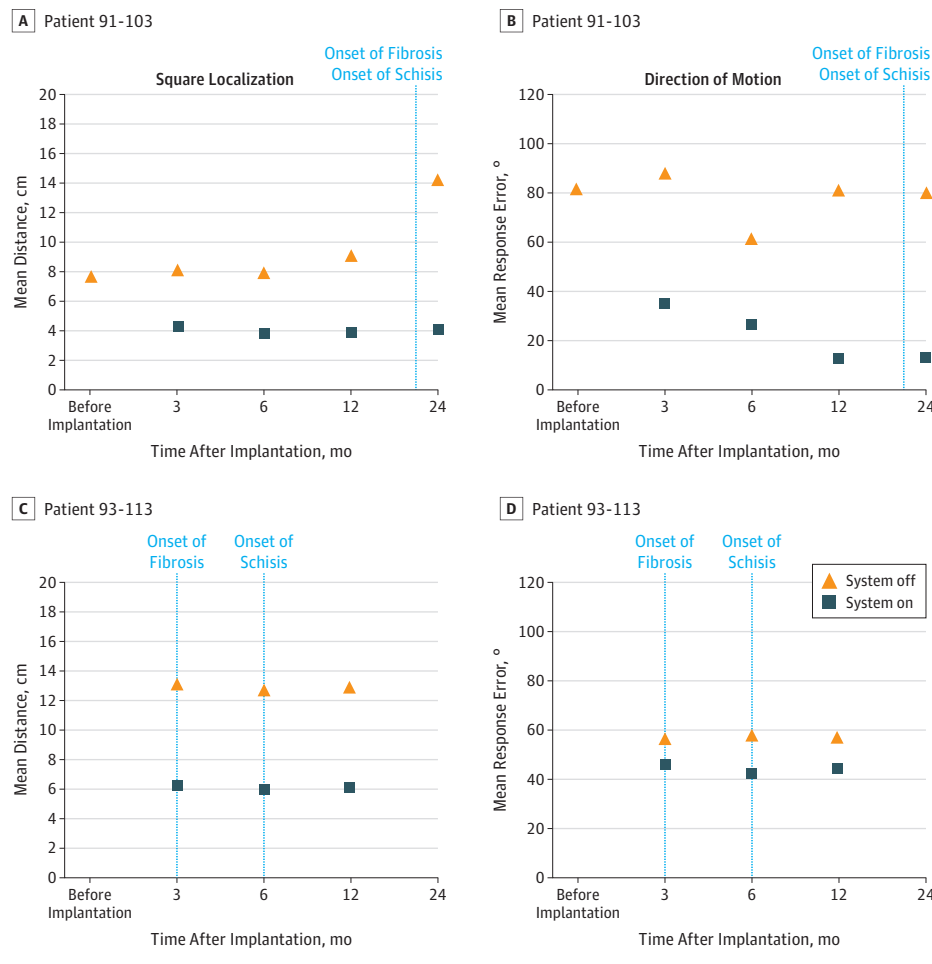 A Patient 91-103
Onset of Fibrosis
Onset of Schisis
Square Localization
Mean Distance, cm
20
18
16
14
12
10
8
6
4
2
0
Before
Implantation
3
6
12
24
Time After Implantation, mo
B Patient 91-103
Onset of Fibrosis
Onset of Schisis
Direction of Motion
Mean Response Error, °
120
100
80
60
40
20
0
Before
Implantation
3
6
12
24
Time After Implantation, mo
C Patient 93-113
Onset of
Fibrosis
Onset of
Schisis
Mean Distance, cm
20
18
16
14
12
10
8
6
4
2
0
Before
Implantation
3
6
12
24
Time After Implantation, mo
D Patient 93-113
Onset of
Fibrosis
Onset of
Schisis
System off
System on
Mean Response Error, °
120
100
80
60
40
20
0
Before
Implantation
3
6
12
24
Time After Implantation, mo